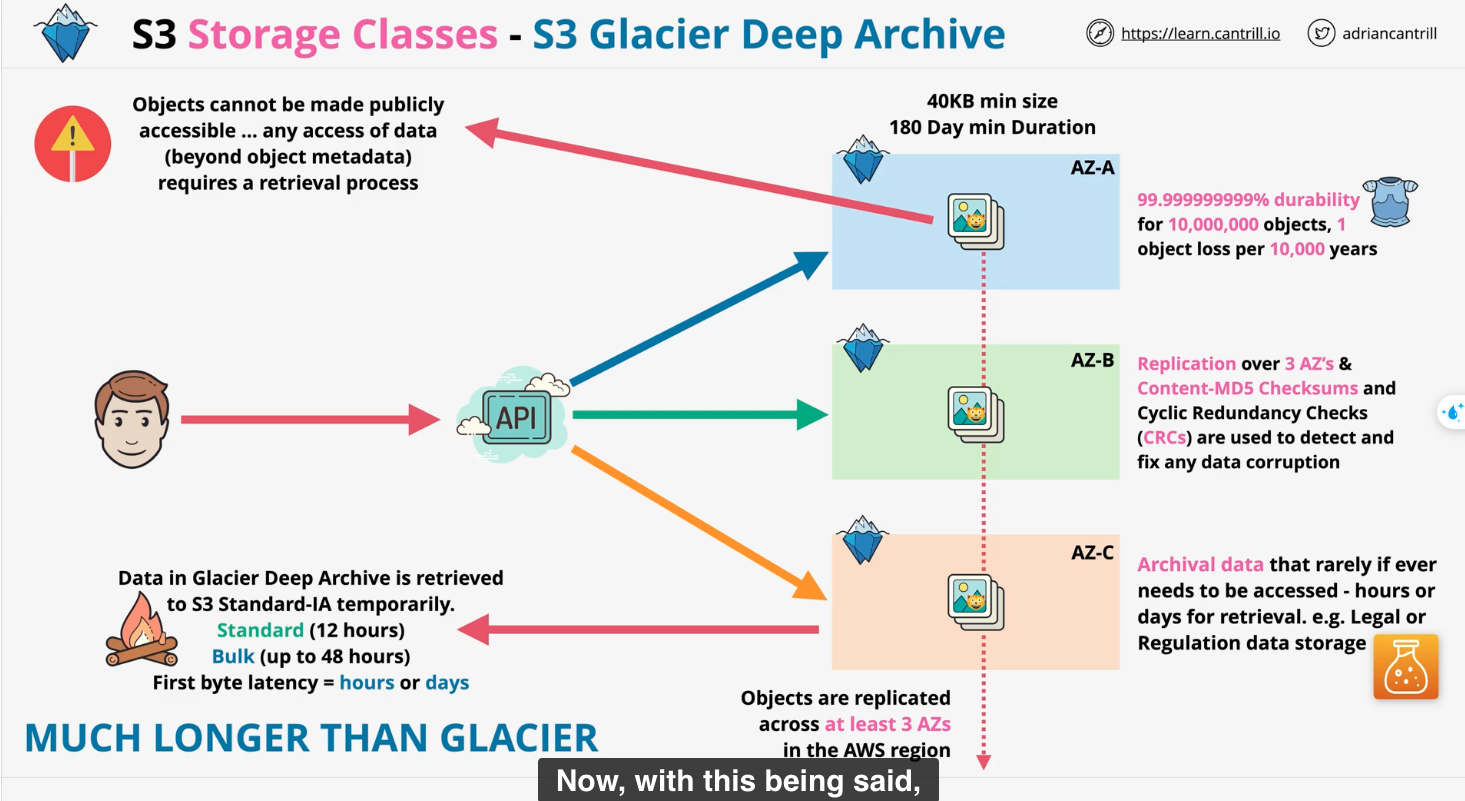 S3 Storage Classes - S3 Glacier Deep Archive
https://learn.cantrill.io
adriancantrill
Objects cannot be made publicly
accessible ... any access of data
(beyond object metadata)
requires a retrieval process
40KB min size
180 Day min Duration
AZ-A
99.999999999% durability
for 10,000,000 objects, 1
object loss per 10,000 years
API
AZ-B
Replication over 3 AZ's &
Content-MD5 Checksums and
Cyclic Redundancy Checks
(CRCs) are used to detect and
fix any data corruption
AZ-C
Archival data that rarely if ever
needs to be accessed - hours or
days for retrieval. e.g. Legal or
Regulation data storage
Data in Glacier Deep Archive is retrieved
to S3 Standard-IA temporarily.
Standard (12 hours)
Bulk (up to 48 hours)
First byte latency = hours or days
MUCH LONGER THAN GLACIER
Objects are replicated
across at least 3 AZs
in the AWS region
Now, with this being said,